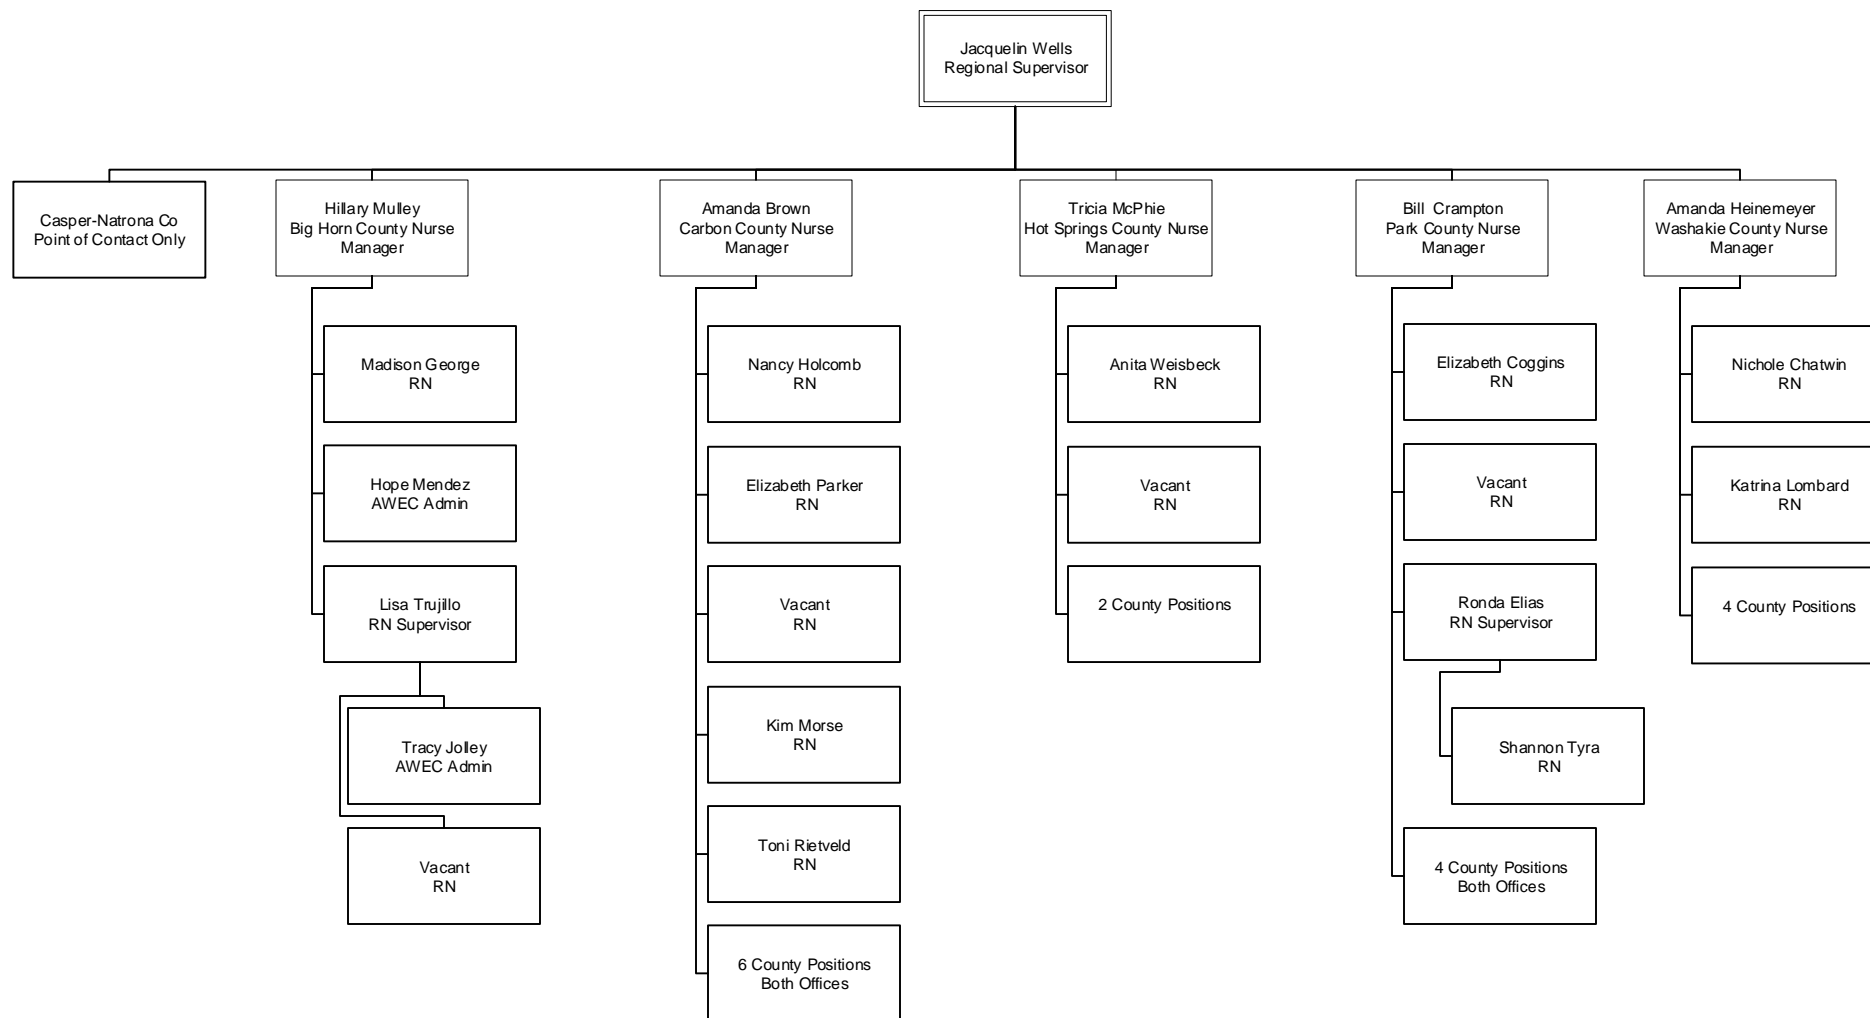 Jacquelin Wells
Regional Supervisor
Casper-Natrona Co
Point of Contact Only
Hillary Mulley
Big Horn County Nurse
Manager
Madison George
RN
Hope Mendez
AWEC Admin
Lisa Trujillo
RN Supervisor
Tracy Jolley
AWEC Admin
Vacant
RN
Amanda Brown
Carbon County Nurse
Manager
Nancy Holcomb
RN
Elizabeth Parker
RN
Vacant
RN
Kim Morse
RN
Toni Rietveld
RN
6 County Positions
Both Offices
Tricia McPhie
Hot Springs County Nurse
Manager
Anita Weisbeck
RN
Vacant
RN
2 County Positions
Bill Crampton
Park County Nurse
Manager
Elizabeth Coggins
RN
Vacant
RN
Ronda Elias
RN Supervisor
Shannon Tyra
RN
4 County Positions
Both Offices
Amanda Heinemeyer
Washakie County Nurse
Manager
Nichole Chatwin
RN
Katrina Lombard
RN
4 County Positions